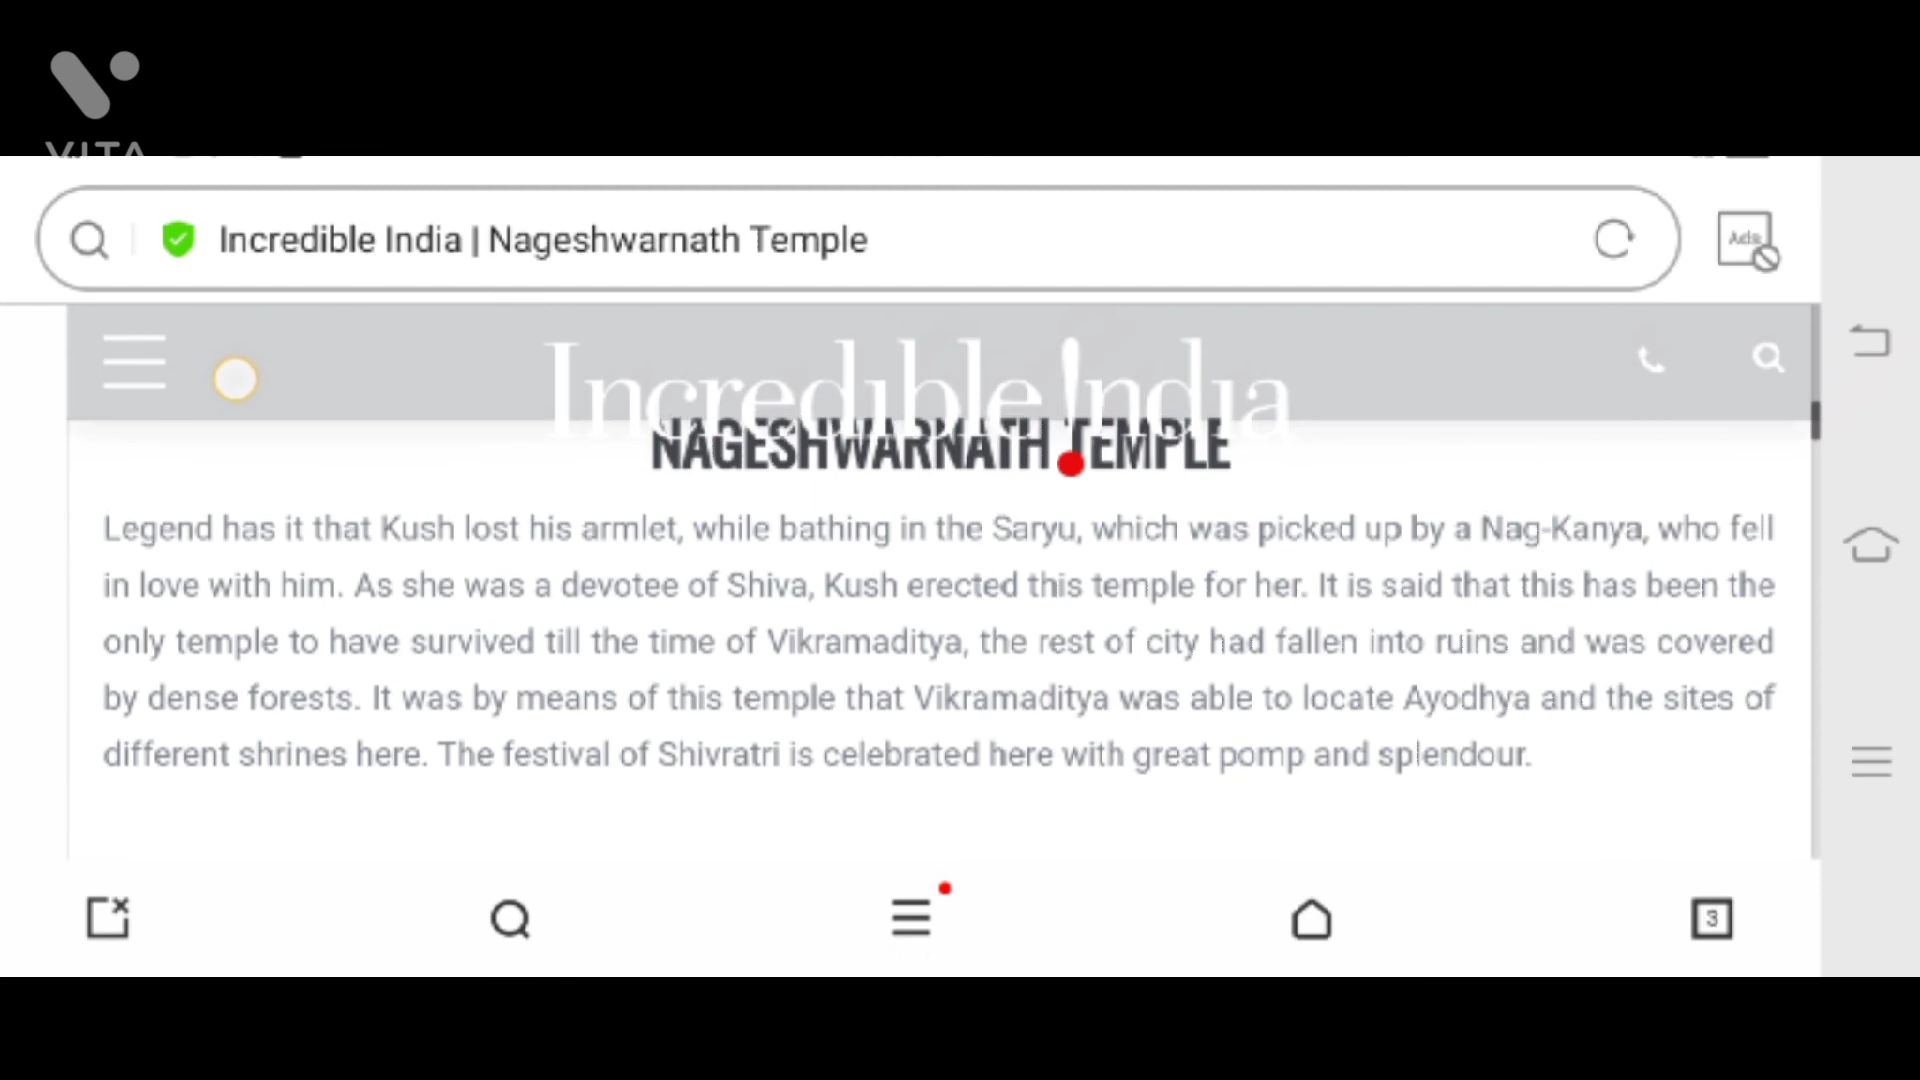 VITA
Incredible India | Nageshwarnath Temple
Ads
Incredible !ndia
NAGESHWARNATH TEMPLE
Legend has it that Kush lost his armlet, while bathing in the Saryu, which was picked up by a Nag-Kanya, who fell
in love with him. As she was a devotee of Shiva, Kush erected this temple for her. It is said that this has been the
only temple to have survived till the time of Vikramaditya, the rest of city had fallen into ruins and was covered
by dense forests. It was by means of this temple that Vikramaditya was able to locate Ayodhya and the sites of
different shrines here. The festival of Shivratri is celebrated here with great pomp and splendour.
3